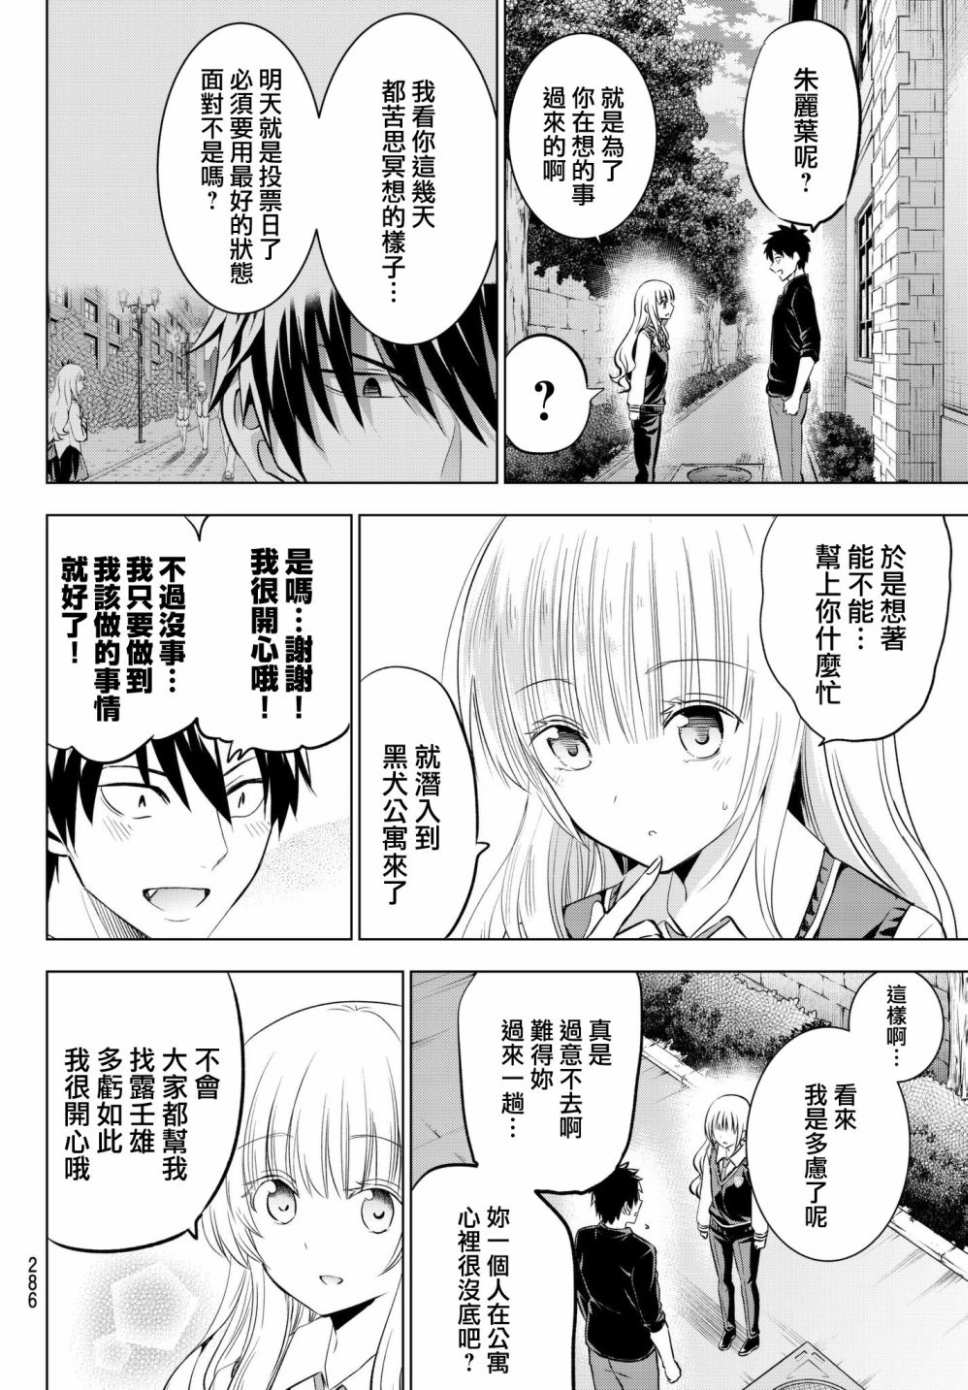 朱麗葉呢？
就是為了
你在想的事
過來的啊
？
我看你這幾天
都苦思冥想的樣子…
明天就是投票日了
必須要用最好的狀態
面對不是嗎？
於是想著
能不能…
幫上你什麼忙
就潛入到
黑犬公寓來了
是嗎…謝謝！
我很開心哦！
不過沒事…
我只要做到
我該做的事情
就好了！
這樣啊…
看來
我是多慮了呢
真是
過意不去啊
難得妳
過來一趟…
妳一個人在公寓
心裡很沒底吧？
不會
大家都幫我
找露壬雄
多虧如此
我很開心哦
286